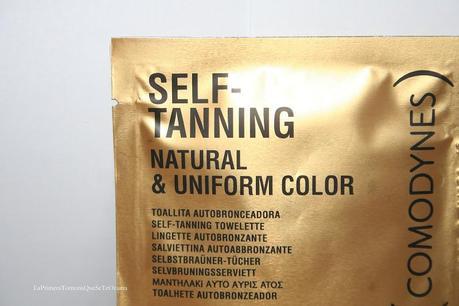 SELF-
TANNING
NATURAL
& UNIFORM COLOR
TOALLITA AUTOBRONCEADORA
SELF-TANNING TOWELETTE
LINGETTE AUTOBRONZANTE
SALVIETTINA AUTOABBRONZANTE
SELBSTBRAÜNER-TÜCHER
SELVBRUNINGSSERVIETT
ΜΑΝΤΗΛΑΚΙ ΑΥΤΟ ΑΥΡΙΣ ΑΤΟΣ
TOALHETE AUTOBRONZEADOR
COMODYNES